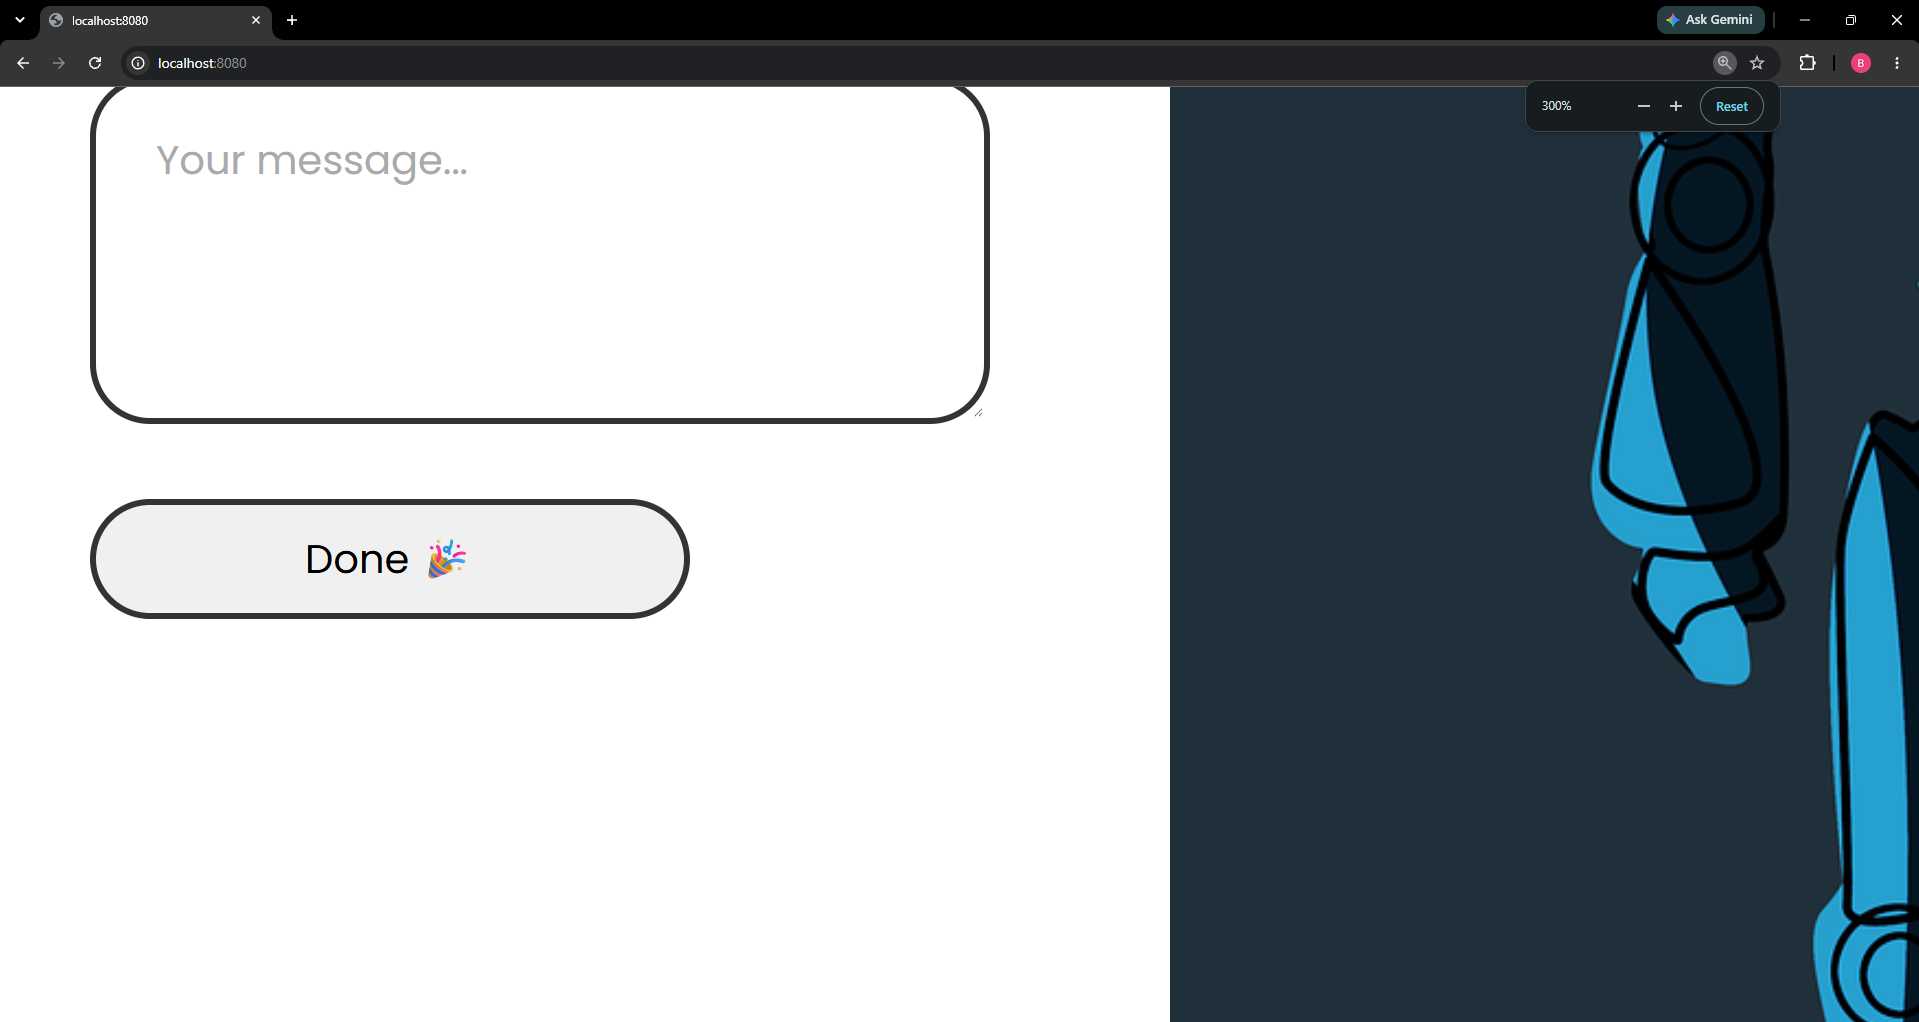 localhost:8080
Ask Gemini
localhost:8080
B
300%
Reset
Your message...
Done 🎉